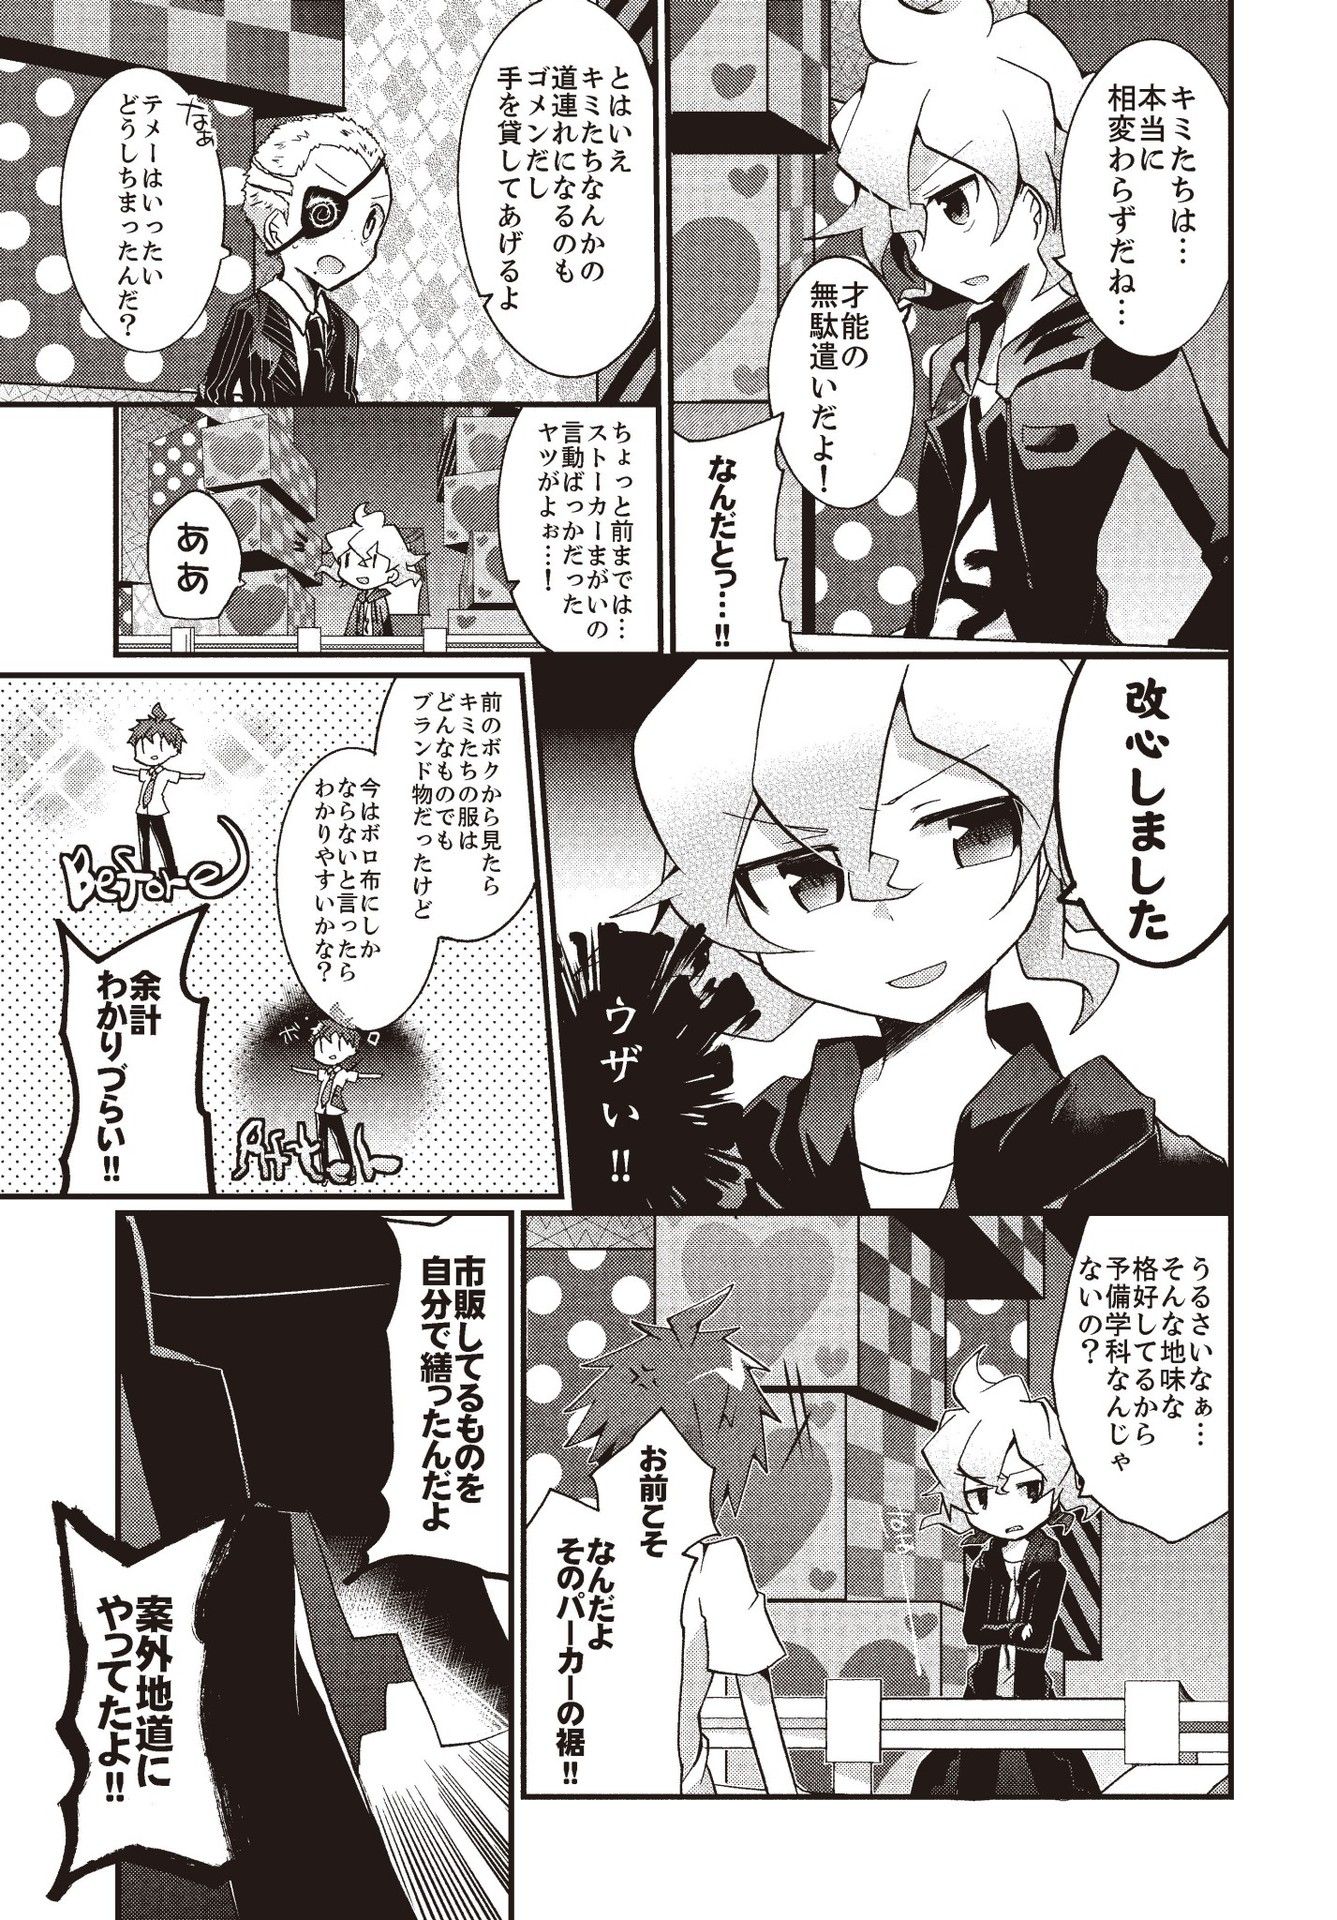 キミたちは…
本当に
相変わらずだね…
才能の
無駄遣いだよ！
なんだとっ…!!
とはいえ
キミたちなんかの
道連れになるのも
ゴメンだし
手を貸してあげるよ
なぁ
テメーはいったい
どうしちまったんだ？
ちょっと前までは…
ストーカーまがいの
言動ばっかだった
ヤツがよぉ…！
ああ
改心しました
ウザい!!
前のボクから見たら
キミたちの服は
どんなものでも
ブランド物だったけど
今はボロ布にしか
ならないと言ったら
わかりやすいかな？
Before
ボ
ロ
After
余計
わかりづらい!!
うるさいなぁ…
そんな地味な
格好してるから
予備学科なんじゃ
ないの？
お前こそ
なんだよ
そのパーカーの裾!!
市販してるものを
自分で繕ったんだよ
案外地道に
やってたよ!!